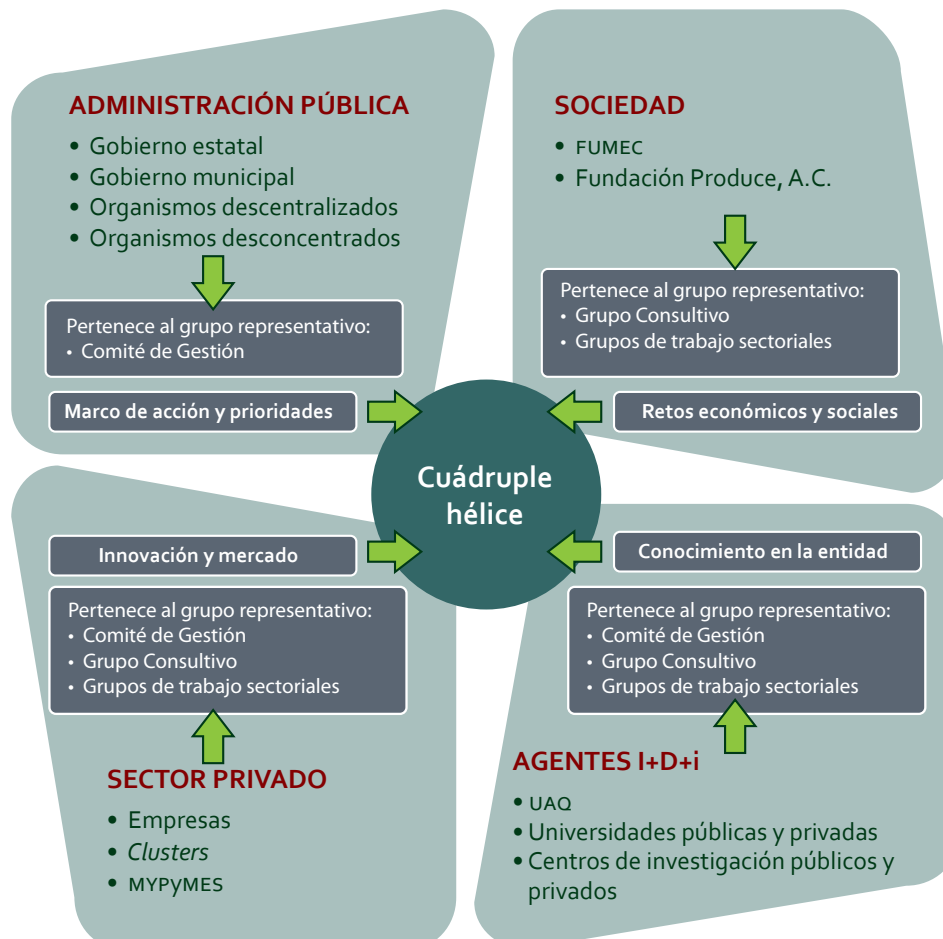 ADMINISTRACIÓN PÚBLICA
• Gobierno estatal
• Gobierno municipal
• Organismos descentralizados
• Organismos desconcentrados
Pertenece al grupo representativo:
• Comité de Gestión
Marco de acción y prioridades
SOCIEDAD
• FUMEC
• Fundación Produce, A.C.
Pertenece al grupo representativo:
• Grupo Consultivo
• Grupos de trabajo sectoriales
Retos económicos y sociales
Cuádruple
hélice
Innovación y mercado
Pertenece al grupo representativo:
• Comité de Gestión
• Grupo Consultivo
• Grupos de trabajo sectoriales
SECTOR PRIVADO
• Empresas
• Clusters
• MYPyMES
Conocimiento en la entidad
Pertenece al grupo representativo:
• Comité de Gestión
• Grupo Consultivo
• Grupos de trabajo sectoriales
AGENTES I+D+i
• UAQ
• Universidades públicas y privadas
• Centros de investigación públicos y
privados